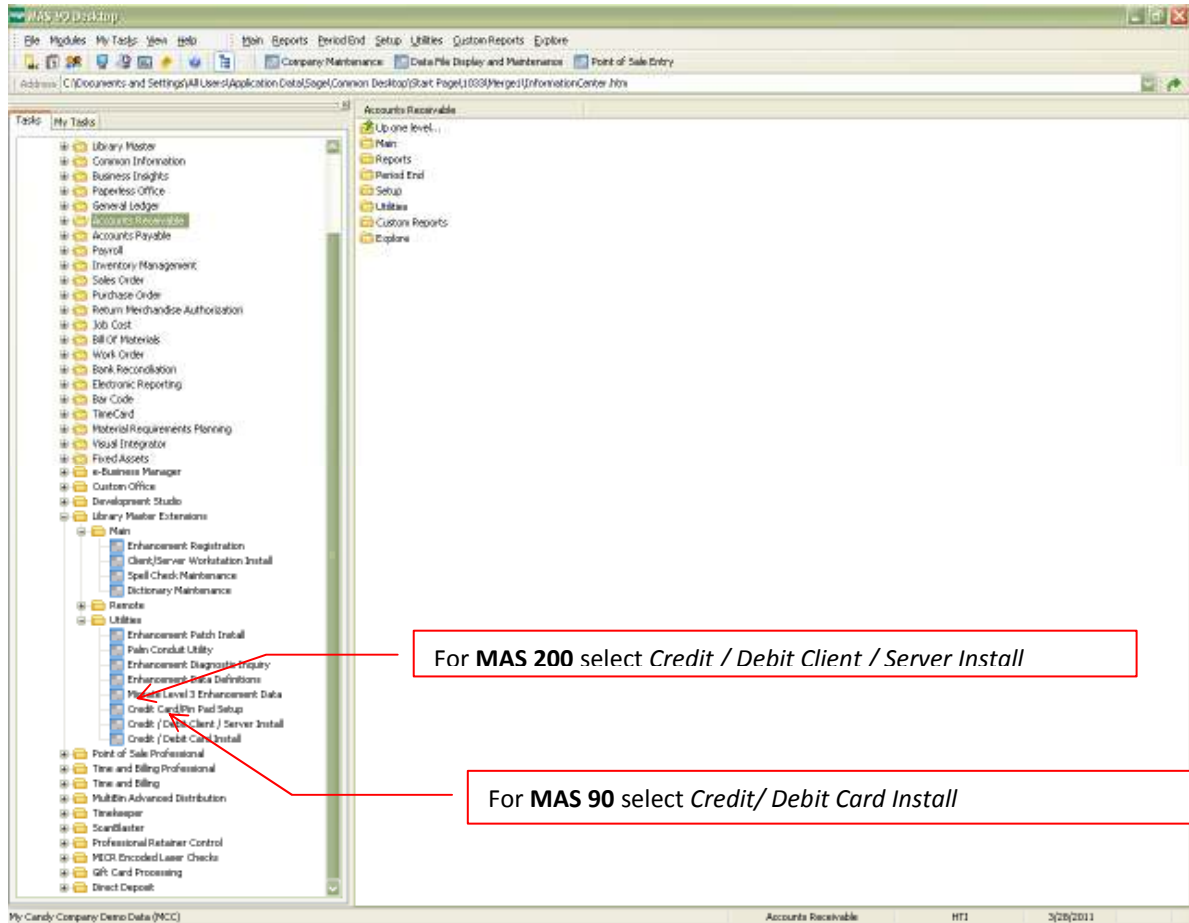 MAS 90 Desktop
File Modules My Tasks View Help Main Reports Period End Setup Utilities Custom Reports Explore
Company Maintenance Data File Display and Maintenance Point of Sale Entry
Address C:\Documents and Settings\All Users\Application Data\Sage\Common Desktop\Start Page\1033\Merged\InformationCenter.htm
Tasks My Tasks
Library Master
Common Information
Business Insights
Paperless Office
General Ledger
Accounts Receivable
Accounts Payable
Payroll
Inventory Management
Sales Order
Purchase Order
Return Merchandise Authorization
Job Cost
Bill Of Materials
Work Order
Bank Reconciliation
Electronic Reporting
Bar Code
TimeCard
Material Requirements Planning
Visual Integrator
Fixed Assets
e-Business Manager
Custom Office
Development Studio
Library Master Extensions
Main
Enhancement Registration
Client/Server Workstation Install
Spell Check Maintenance
Dictionary Maintenance
Remote
Utilities
Enhancement Patch Install
Palm Conduit Utility
Enhancement Diagnostic Inquiry
Enhancement Data Definitions
Migrate Level 3 Enhancement Data
Credit Card/Pin Pad Setup
Credit / Debit Client / Server Install
Credit / Debit Card Install
Point of Sale Professional
Time and Billing Professional
Time and Billing
MultiBin Advanced Distribution
Timekeeper
ScanBlaster
Professional Retainer Control
MICR Encoded Laser Checks
Gift Card Processing
Direct Deposit
Accounts Receivable
Up one level...
Main
Reports
Period End
Setup
Utilities
Custom Reports
Explore
For MAS 200 select Credit / Debit Client / Server Install
For MAS 90 select Credit/ Debit Card Install
My Candy Company Demo Data (MCC) Accounts Receivable HTI 3/28/2011